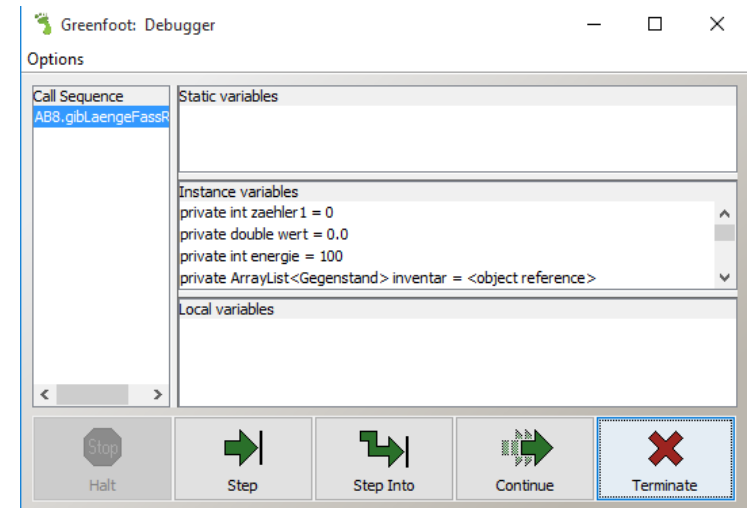 Greenfoot: Debugger
Options
Call Sequence
AB8.gibLaengeFassR
Static variables
Instance variables
private int zaehler1 = 0
private double wert = 0.0
private int energie = 100
private ArrayList<Gegenstand> inventar = <object reference>
Local variables
Stop
Halt
Step
Step Into
Continue
Terminate